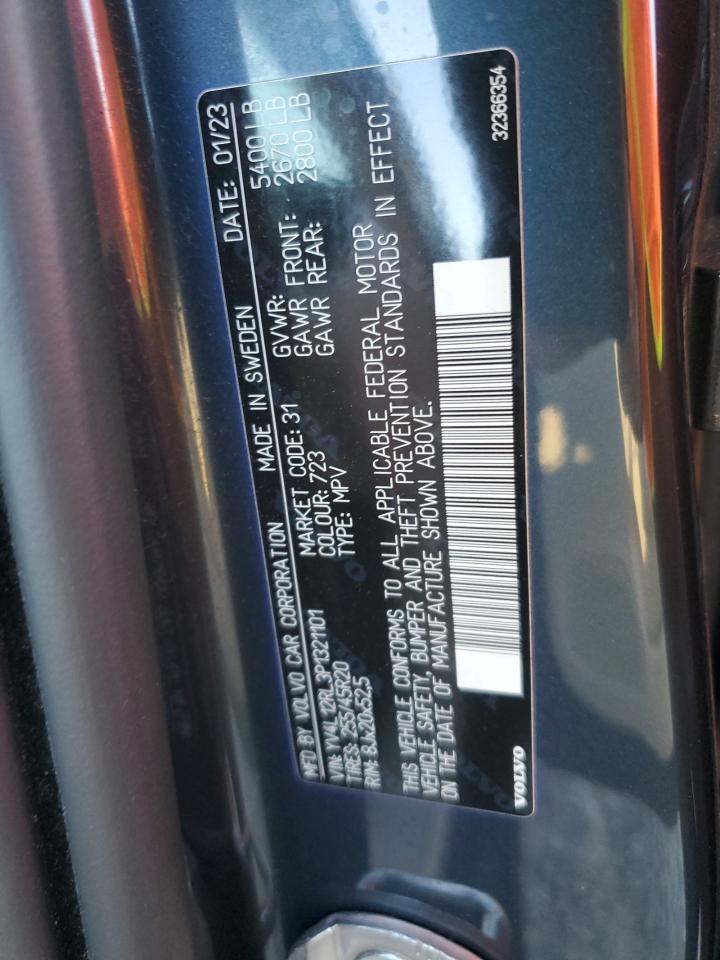 MFD BY VOLVO CAR CORPORATION MADE IN SWEDEN DATE: 01/23
VIN: YV4L12RL3P1321101 MARKET CODE: 31 GVWR: 5400 LB
TIRES: 255/45R20 COLOUR: 723 GAWR FRONT: 2670 LB
RIM: 8Jx20x52,5 TYPE: MPV GAWR REAR: 2800 LB
THIS VEHICLE CONFORMS TO ALL APPLICABLE FEDERAL MOTOR
VEHICLE SAFETY, BUMPER AND THEFT PREVENTION STANDARDS IN EFFECT
ON THE DATE OF MANUFACTURE SHOWN ABOVE.
VOLVO 32366354